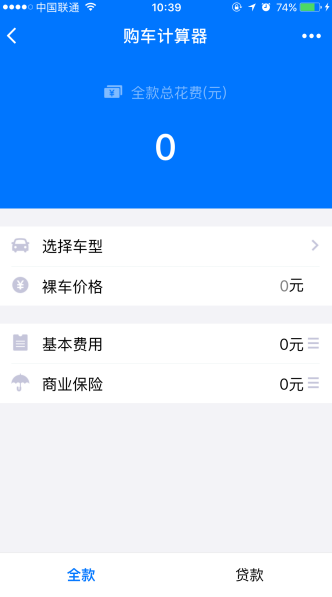 中国联通 10:39 74%
购车计算器
全款总花费(元)
0
选择车型
裸车价格 0元
基本费用 0元
商业保险 0元
全款 贷款